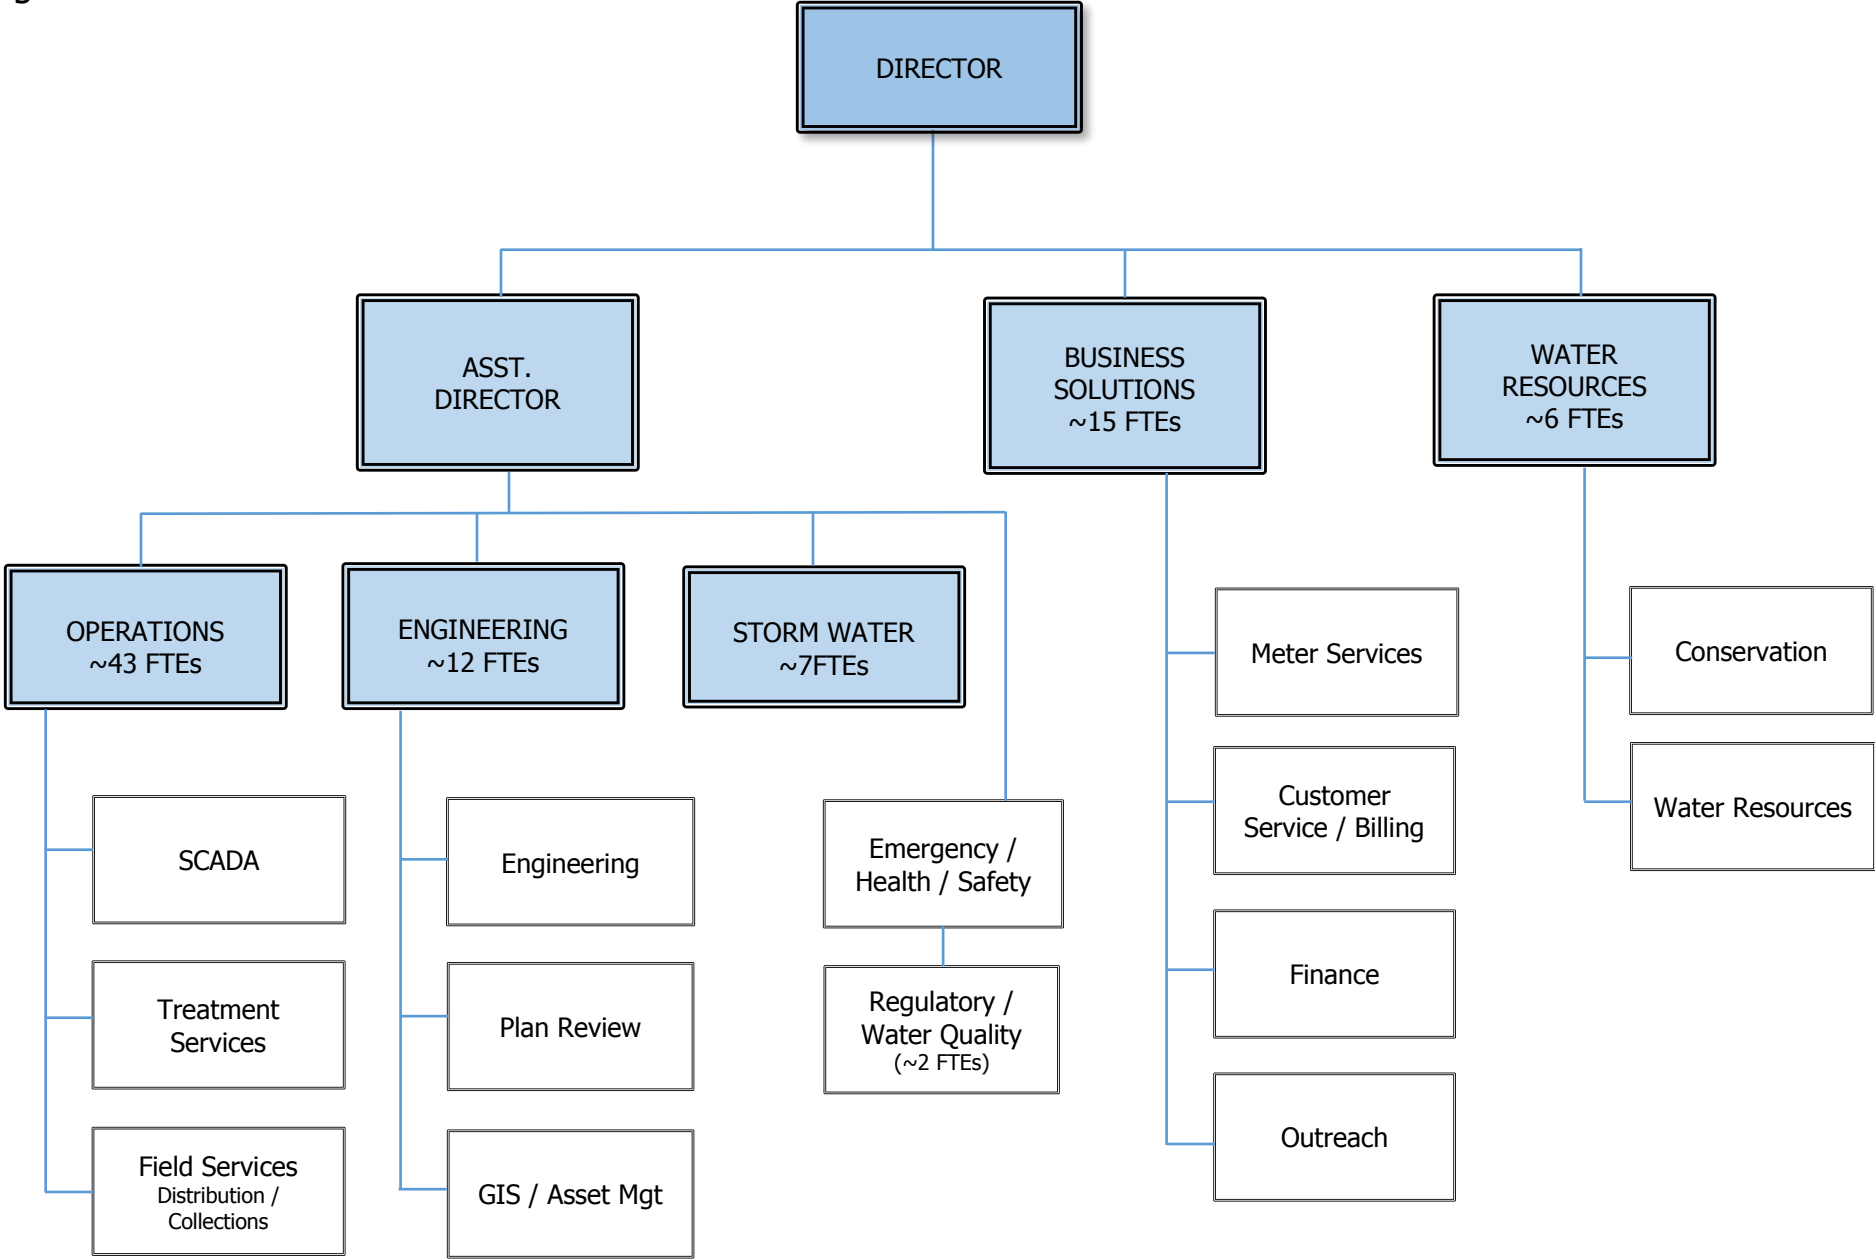 DIRECTOR
ASST.
DIRECTOR
BUSINESS
SOLUTIONS
~15 FTEs
WATER
RESOURCES
~6 FTEs
OPERATIONS
~43 FTEs
ENGINEERING
~12 FTEs
STORM WATER
~7FTEs
Meter Services
Conservation
Customer
Service / Billing
Water Resources
SCADA
Engineering
Emergency /
Health / Safety
Finance
Treatment
Services
Plan Review
Regulatory /
Water Quality
(~2 FTEs)
Outreach
Field Services
Distribution /
Collections
GIS / Asset Mgt